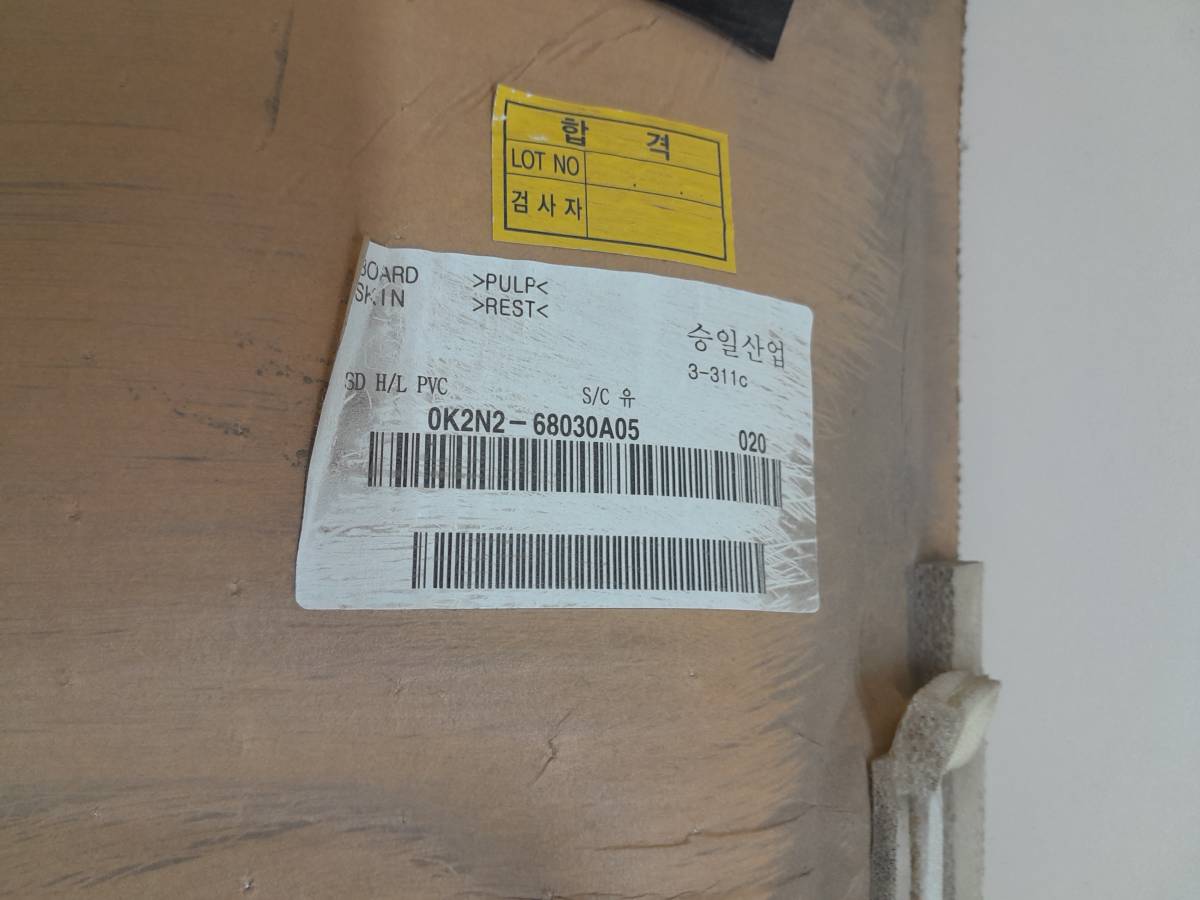 합 격
LOT NO
검 사 자
BOARD >PULP<
SKIN >REST<
승일산업
3-311c
SD H/L PVC S/C 유
0K2N2-68030A05 020